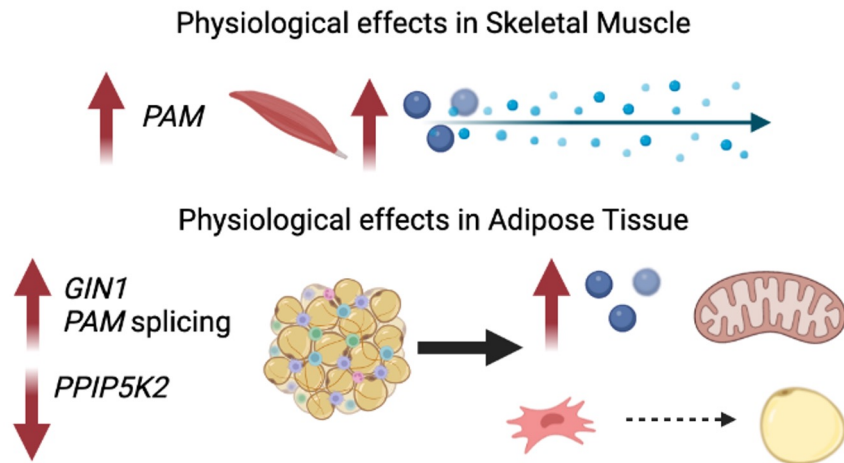 Physiological effects in Skeletal Muscle
PAM
Physiological effects in Adipose Tissue
GIN1
PAM splicing
PPIP5K2